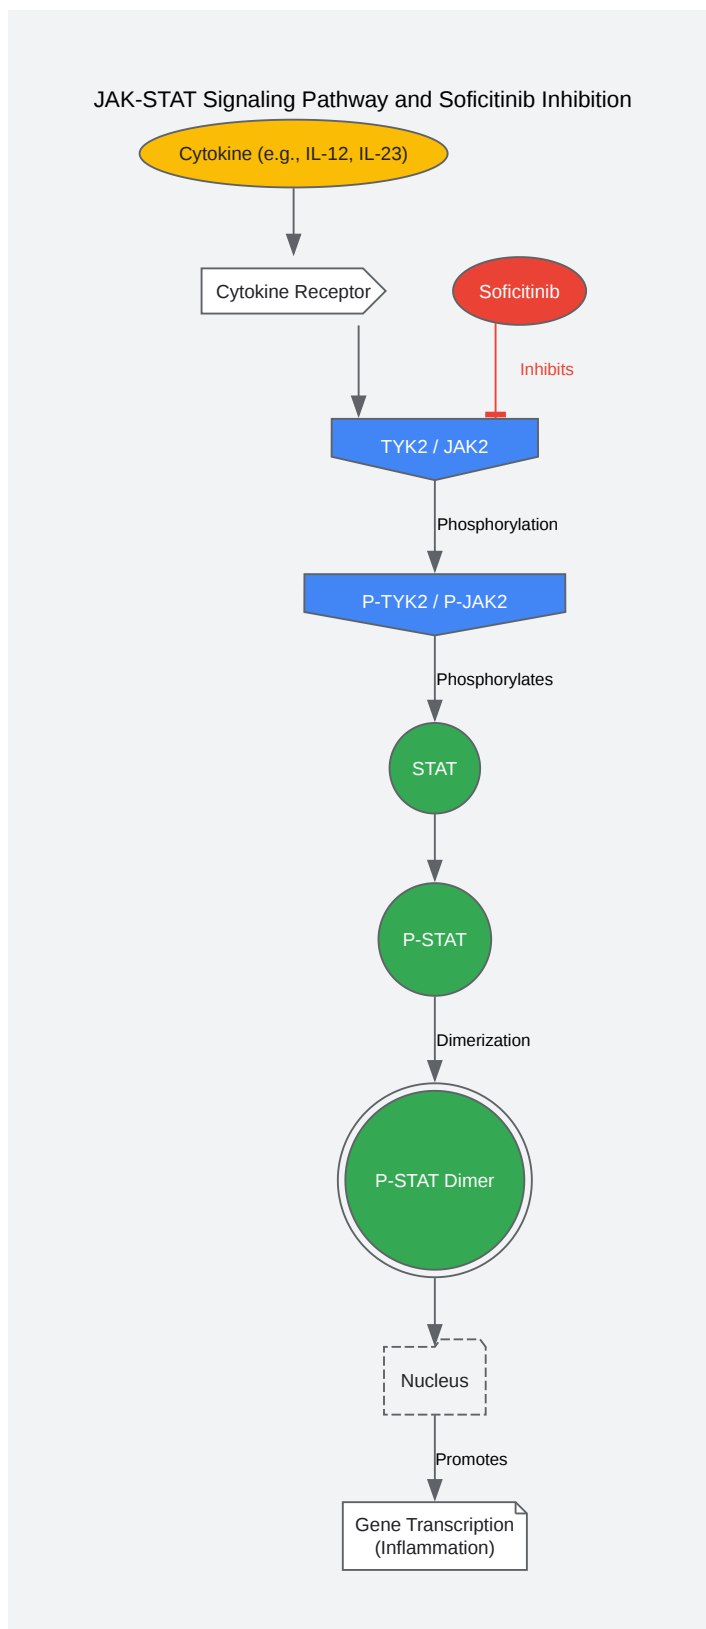 JAK-STAT Signaling Pathway and Soficitinib Inhibition
Cytokine (e.g., IL-12, IL-23)
Cytokine Receptor
Soficitinib
Inhibits
TYK2 / JAK2
Phosphorylation
P-TYK2 / P-JAK2
Phosphorylates
STAT
P-STAT
Dimerization
P-STAT Dimer
Nucleus
Promotes
Gene Transcription
(Inflammation)